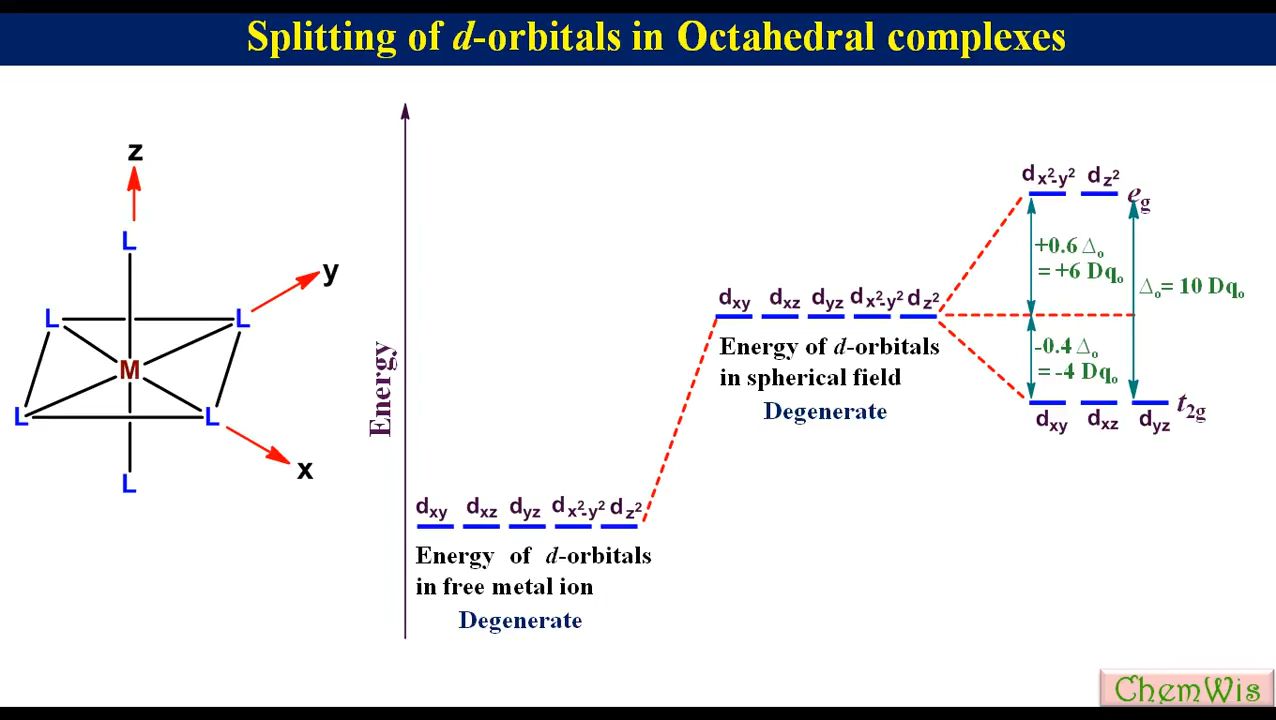 Splitting of d-orbitals in Octahedral complexes
z
L
y
L L
M
L L
x
L
Energy
dxy dxz dyz dx²-y² dz²
Energy of d-orbitals
in free metal ion
Degenerate
dxy dxz dyz dx²-y² dz²
Energy of d-orbitals
in spherical field
Degenerate
dx²-y² dz²
eg
+0.6 Δo
= +6 Dqo
Δo= 10 Dqo
-0.4 Δo
= -4 Dqo
t2g
dxy dxz dyz
ChemWis